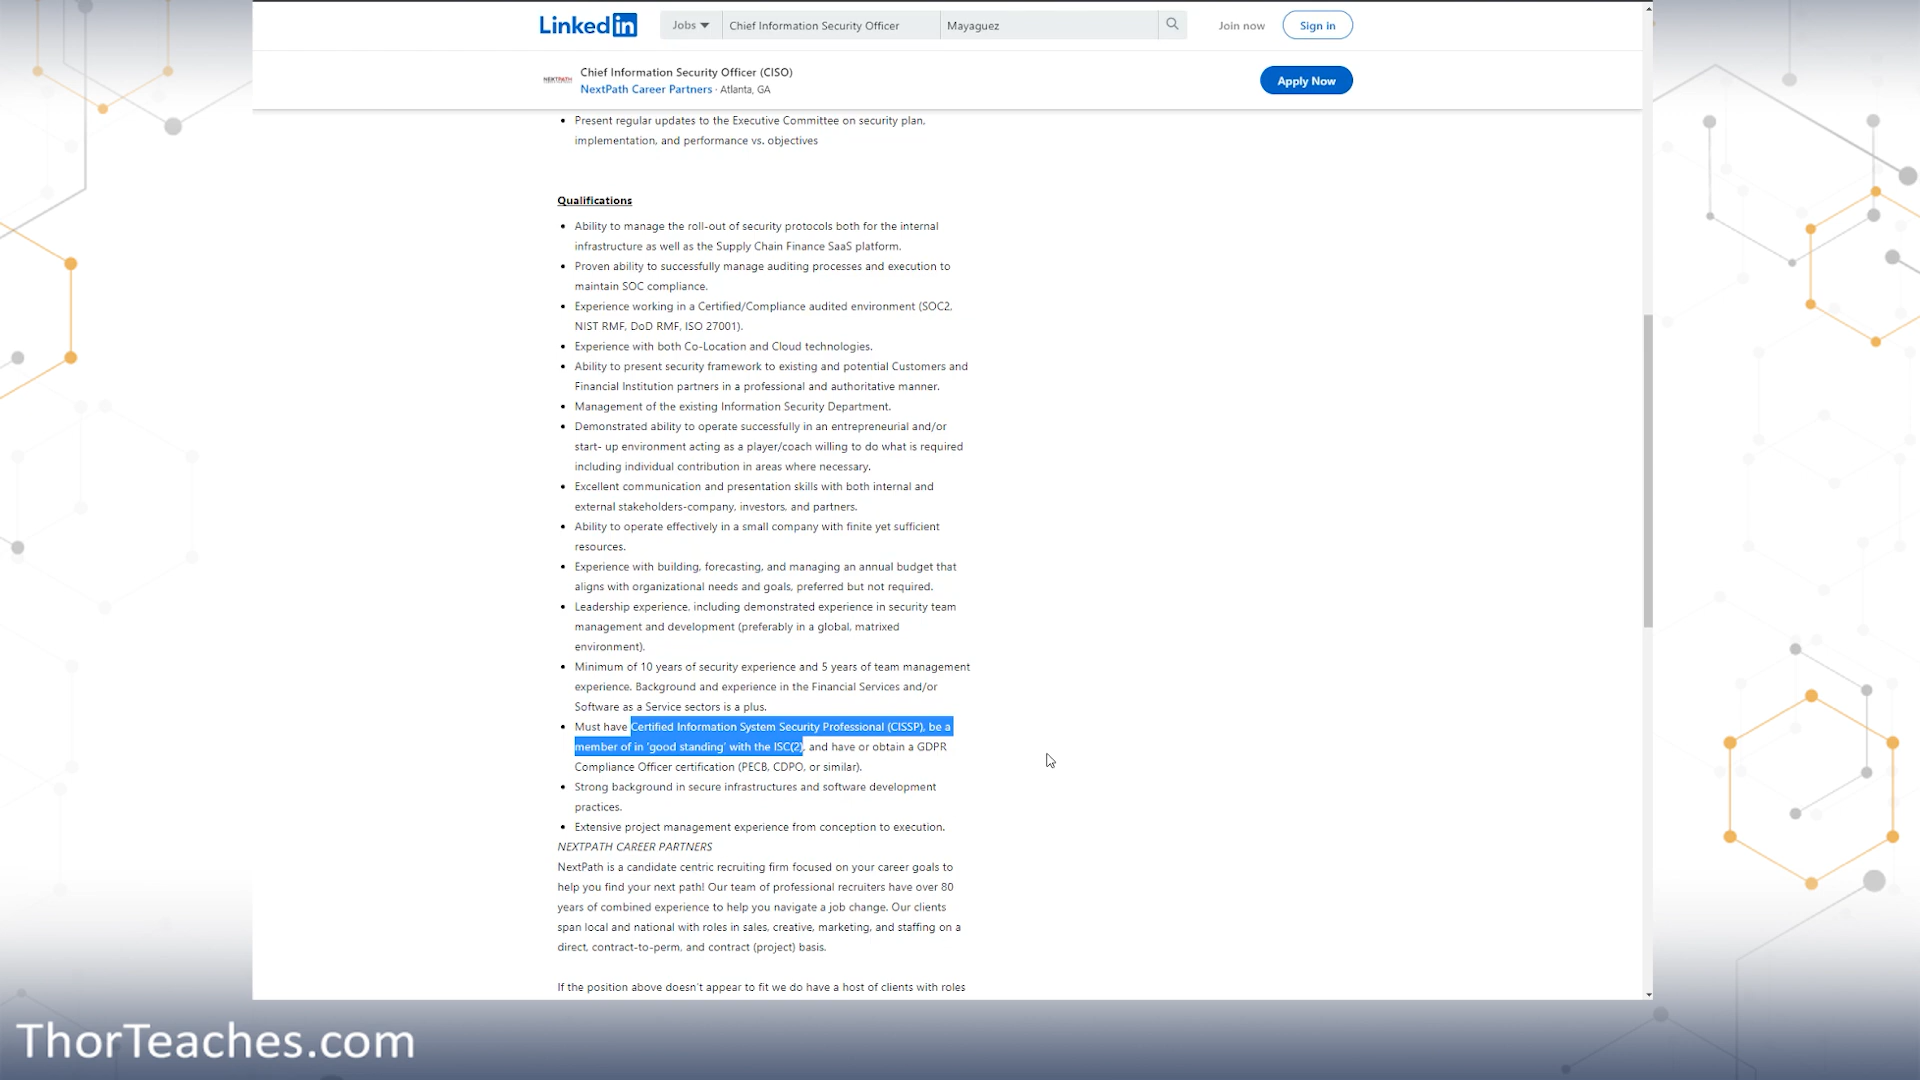 LinkedIn Jobs Chief Information Security Officer Mayaguez Join now Sign in
NEXTPATH
Chief Information Security Officer (CISO)
NextPath Career Partners · Atlanta, GA
Apply Now
• Present regular updates to the Executive Committee on security plan,
implementation, and performance vs. objectives
Qualifications
• Ability to manage the roll-out of security protocols both for the internal
infrastructure as well as the Supply Chain Finance SaaS platform.
• Proven ability to successfully manage auditing processes and execution to
maintain SOC compliance.
• Experience working in a Certified/Compliance audited environment (SOC2,
NIST RMF, DoD RMF, ISO 27001).
• Experience with both Co-Location and Cloud technologies.
• Ability to present security framework to existing and potential Customers and
Financial Institution partners in a professional and authoritative manner.
• Management of the existing Information Security Department.
• Demonstrated ability to operate successfully in an entrepreneurial and/or
start- up environment acting as a player/coach willing to do what is required
including individual contribution in areas where necessary.
• Excellent communication and presentation skills with both internal and
external stakeholders-company, investors, and partners.
• Ability to operate effectively in a small company with finite yet sufficient
resources.
• Experience with building, forecasting, and managing an annual budget that
aligns with organizational needs and goals, preferred but not required.
• Leadership experience, including demonstrated experience in security team
management and development (preferably in a global, matrixed
environment).
• Minimum of 10 years of security experience and 5 years of team management
experience. Background and experience in the Financial Services and/or
Software as a Service sectors is a plus.
• Must have Certified Information System Security Professional (CISSP), be a
member of in 'good standing' with the ISC(2), and have or obtain a GDPR
Compliance Officer certification (PECB, CDPO, or similar).
• Strong background in secure infrastructures and software development
practices.
• Extensive project management experience from conception to execution.
NEXTPATH CAREER PARTNERS
NextPath is a candidate centric recruiting firm focused on your career goals to
help you find your next path! Our team of professional recruiters have over 80
years of combined experience to help you navigate a job change. Our clients
span local and national with roles in sales, creative, marketing, and staffing on a
direct, contract-to-perm, and contract (project) basis.
If the position above doesn't appear to fit we do have a host of clients with roles
ThorTeaches.com